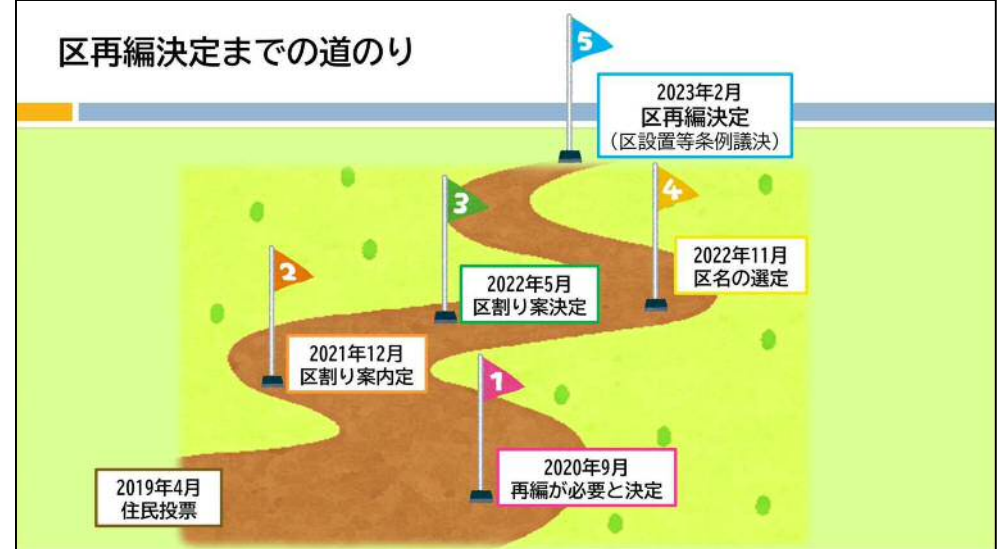 区再編決定までの道のり
5
2023年2月
区再編決定
（区設置等条例議決）
4
2022年11月
区名の選定
3
2022年5月
区割り案決定
2
2021年12月
区割り案内定
1
2020年9月
再編が必要と決定
2019年4月
住民投票